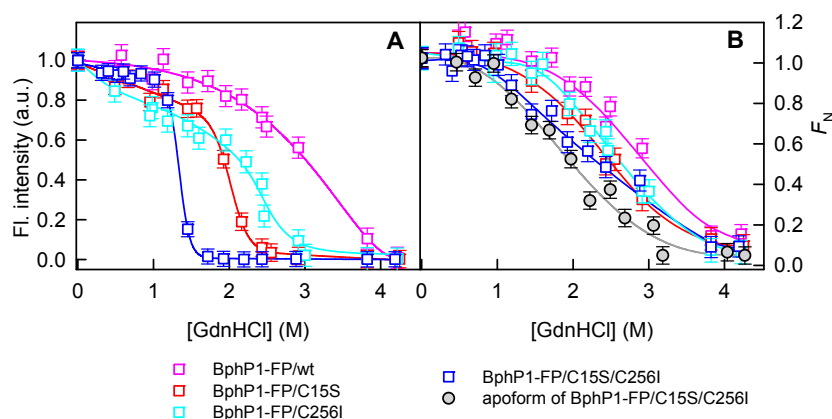 A
B
1.0
0.8
0.6
0.4
0.2
0.0
Fl. intensity (a.u.)
1.2
1.0
0.8
0.6
0.4
0.2
0.0
F_N
0 1 2 3 4
0 1 2 3 4
[GdnHCl] (M)
[GdnHCl] (M)
BphP1-FP/wt
BphP1-FP/C15S
BphP1-FP/C256I
BphP1-FP/C15S/C256I
apoform of BphP1-FP/C15S/C256I